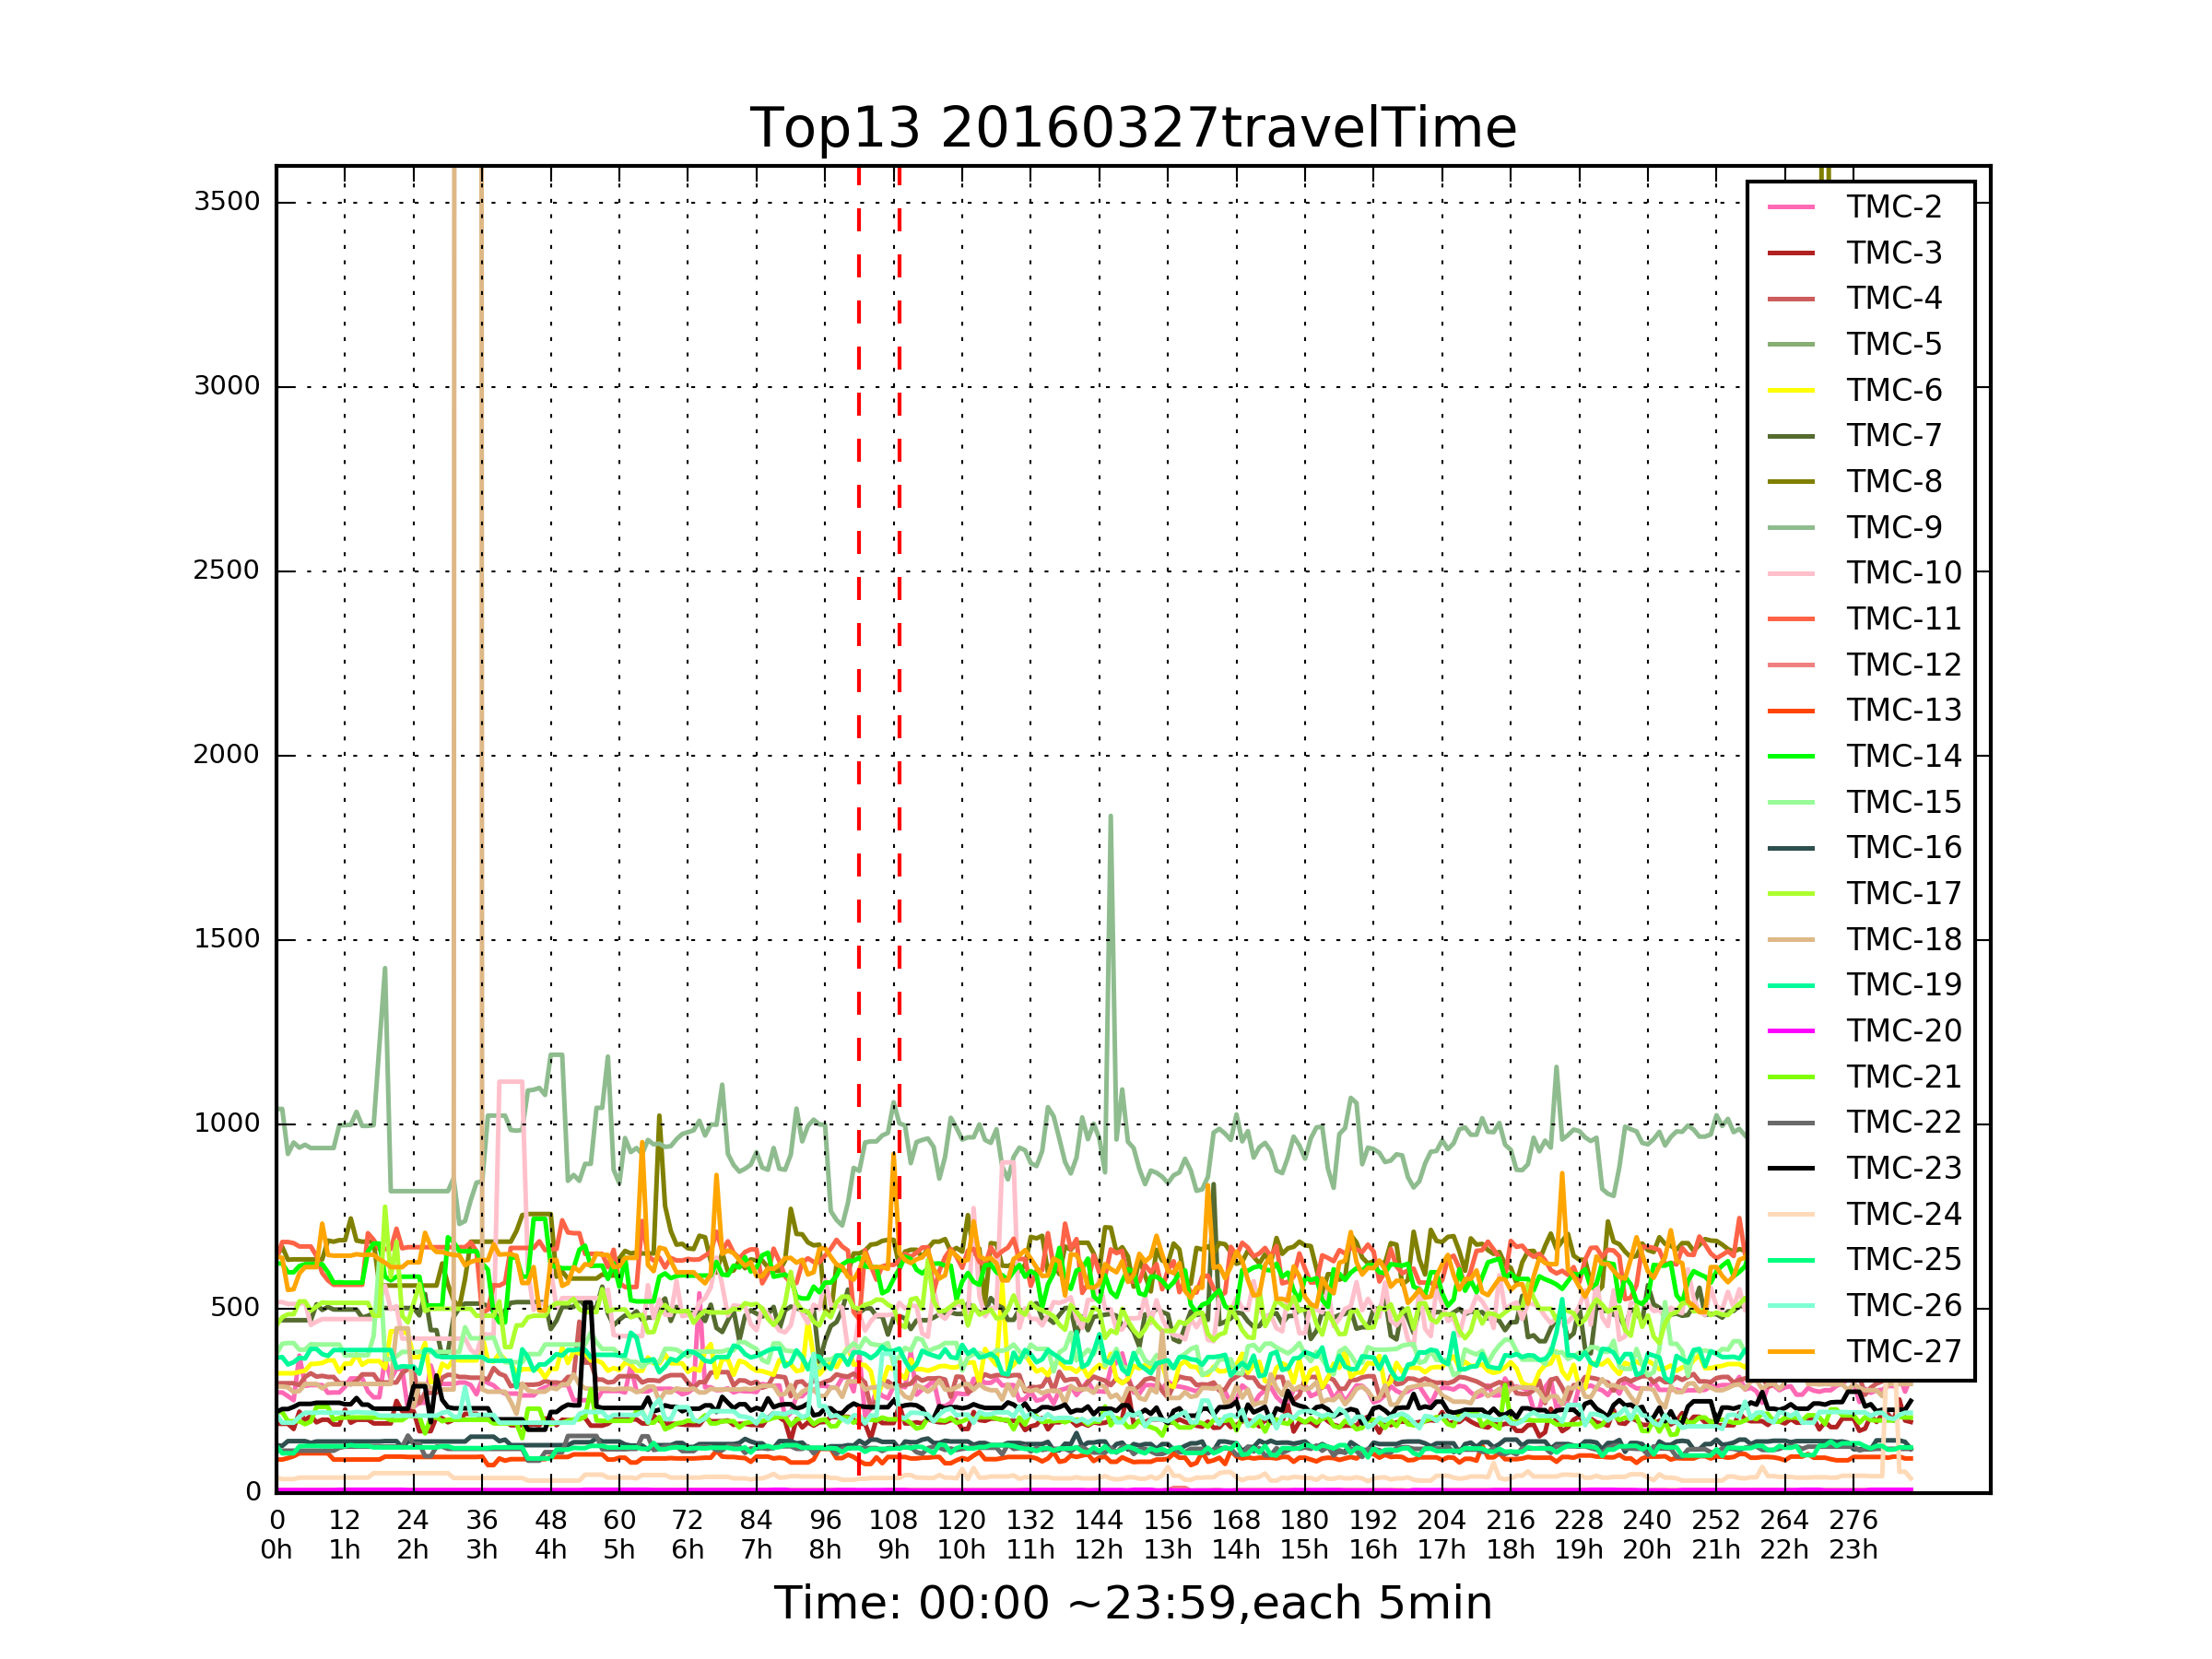 Top13 20160327travelTime
3500
3000
2500
2000
1500
1000
500
0
TMC-2
TMC-3
TMC-4
TMC-5
TMC-6
TMC-7
TMC-8
TMC-9
TMC-10
TMC-11
TMC-12
TMC-13
TMC-14
TMC-15
TMC-16
TMC-17
TMC-18
TMC-19
TMC-20
TMC-21
TMC-22
TMC-23
TMC-24
TMC-25
TMC-26
TMC-27
0 12 24 36 48 60 72 84 96 108 120 132 144 156 168 180 192 204 216 228 240 252 264 276
0h 1h 2h 3h 4h 5h 6h 7h 8h 9h 10h 11h 12h 13h 14h 15h 16h 17h 18h 19h 20h 21h 22h 23h
Time: 00:00 ~23:59,each 5min